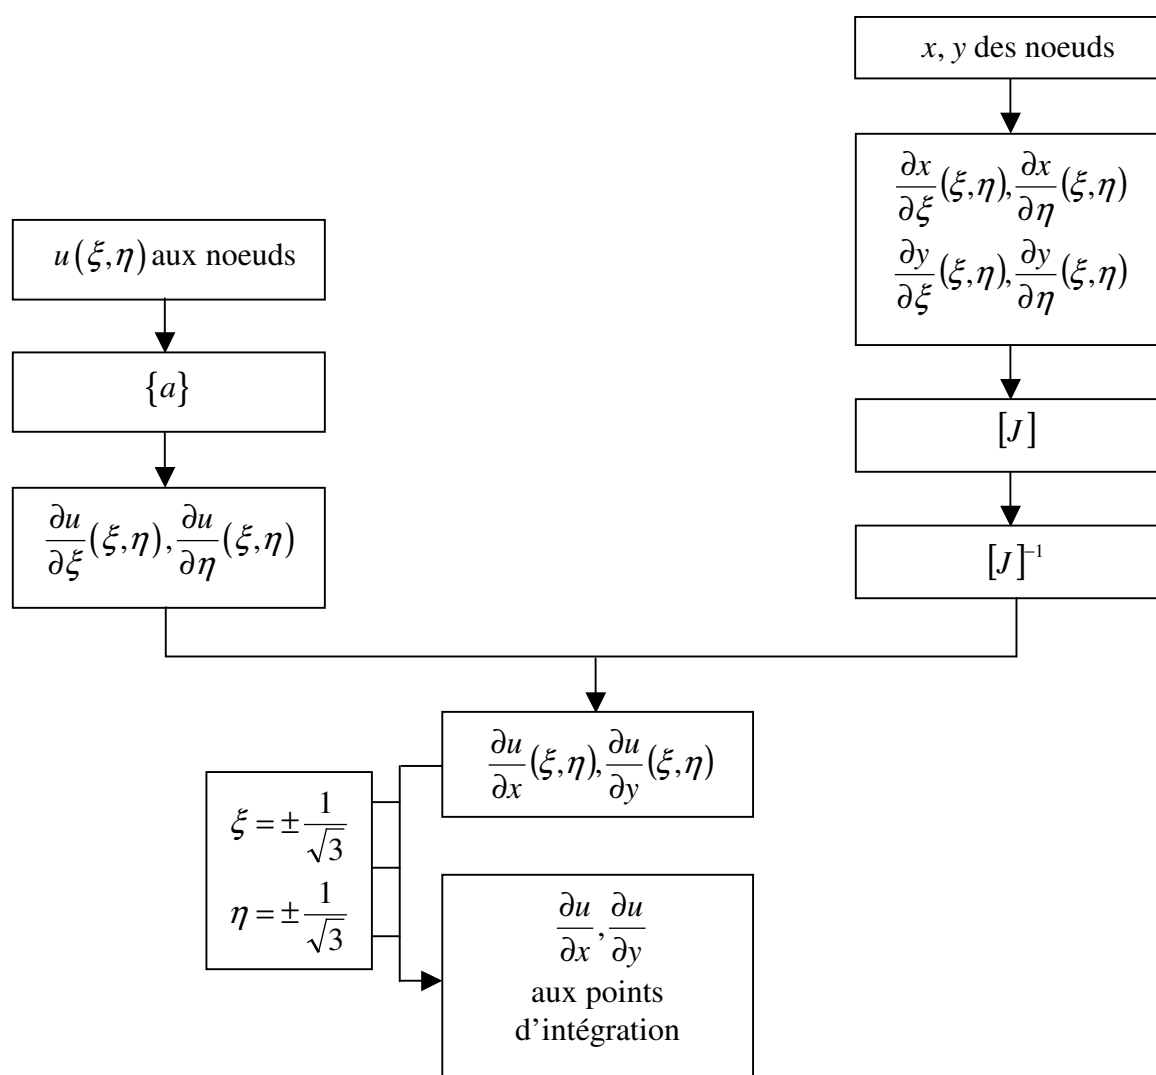 x, y des noeuds
∂x/∂ξ (ξ,η), ∂x/∂η (ξ,η)
∂y/∂ξ (ξ,η), ∂y/∂η (ξ,η)
[J]
[J]⁻¹
u(ξ,η) aux noeuds
{a}
∂u/∂ξ (ξ,η), ∂u/∂η (ξ,η)
∂u/∂x (ξ,η), ∂u/∂y (ξ,η)
ξ = ± 1/√3
η = ± 1/√3
∂u/∂x, ∂u/∂y
aux points
d’intégration